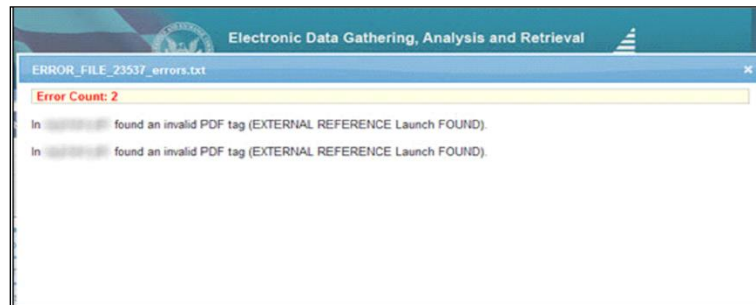 Electronic Data Gathering, Analysis and Retrieval
ERROR_FILE_23537_errors.txt
Error Count: 2
In found an invalid PDF tag (EXTERNAL REFERENCE Launch FOUND).
In found an invalid PDF tag (EXTERNAL REFERENCE Launch FOUND).